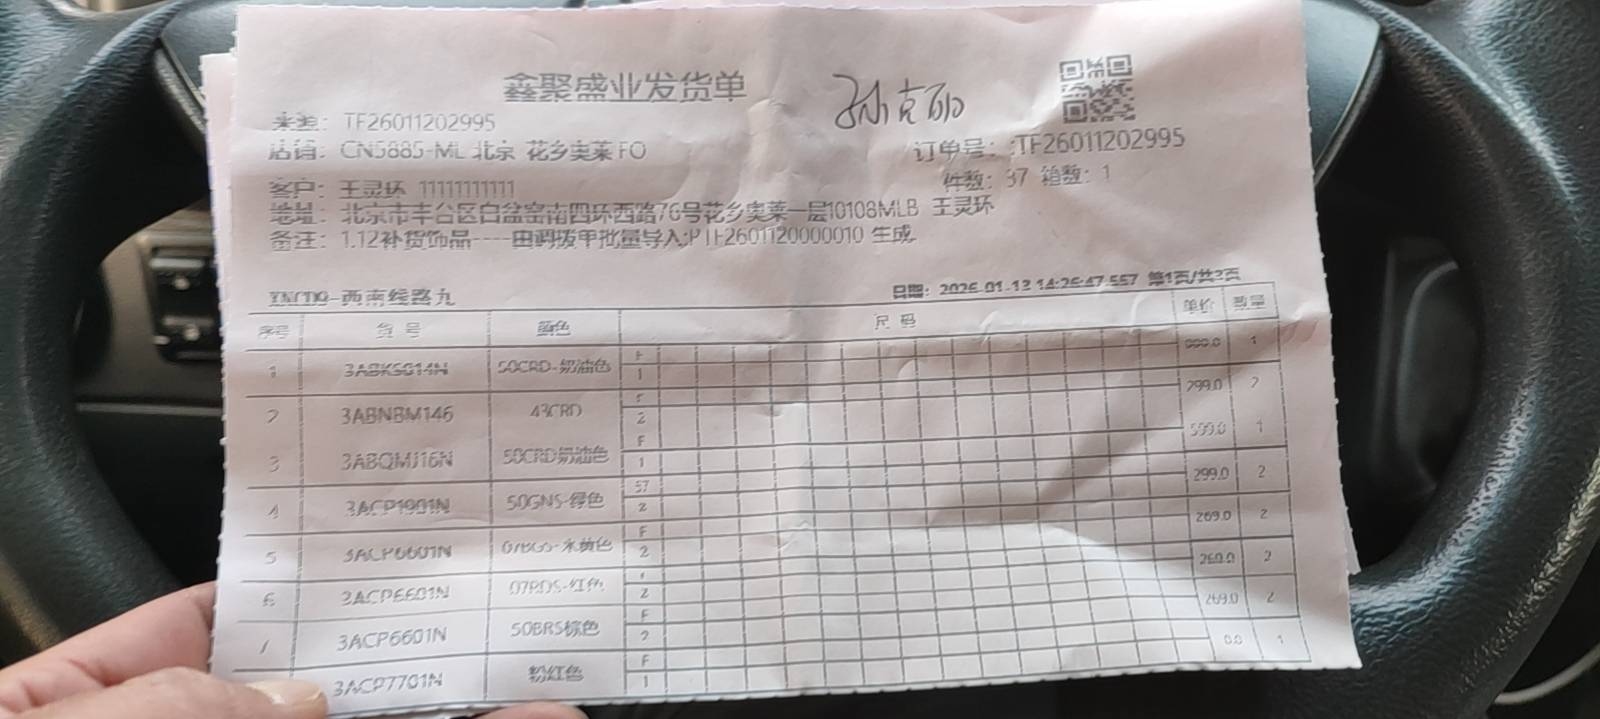 鑫聚盛业发货单
来源：TF26011202995
店铺：CN5885-ML 北京 花乡奥莱 FO
订单号：TF26011202995
客户：王灵环 11111111111
件数：37 箱数：1
地址：北京市丰台区白盆窑南四环西路76号花乡奥莱一层10108MLB 王灵环
备注：1.12补货饰品----由调拨单批量导入:PTF2601120000010 生成
西南线路九
日期：2026-01-13 14:26:47.557 第1页/共3页
序号 货号 颜色 尺码 单价 数量
1 3ABKS014N 50CRD-奶油色 F 1 1
2 3ABNBM146 43CRD 2 299.0 2
3 3ABQMJ16N 50CRD奶油色 F 1 599.0 1
4 3ACP1901N 50GNS-绿色 57 2 299.0 2
5 3ACP6601N F 2 269.0 2
6 3ACP6601N 07RDS-红色 2 269.0 2
7 3ACP6601N 50BRS棕色 F 2 269.0 2
3ACP7701N 粉红色 F 1 0.0 1